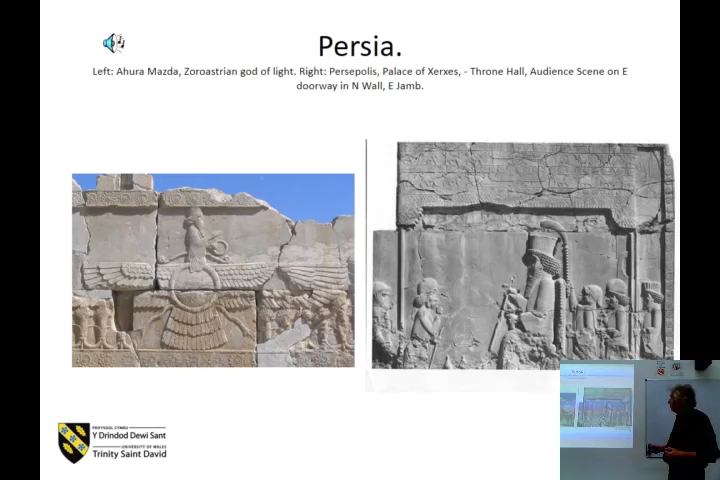 Persia.
Left: Ahura Mazda, Zoroastrian god of light. Right: Persepolis, Palace of Xerxes, - Throne Hall, Audience Scene on E
doorway in N Wall, E Jamb.
PRIFYSGOL CYMRU
Y Drindod Dewi Sant
UNIVERSITY OF WALES
Trinity Saint David